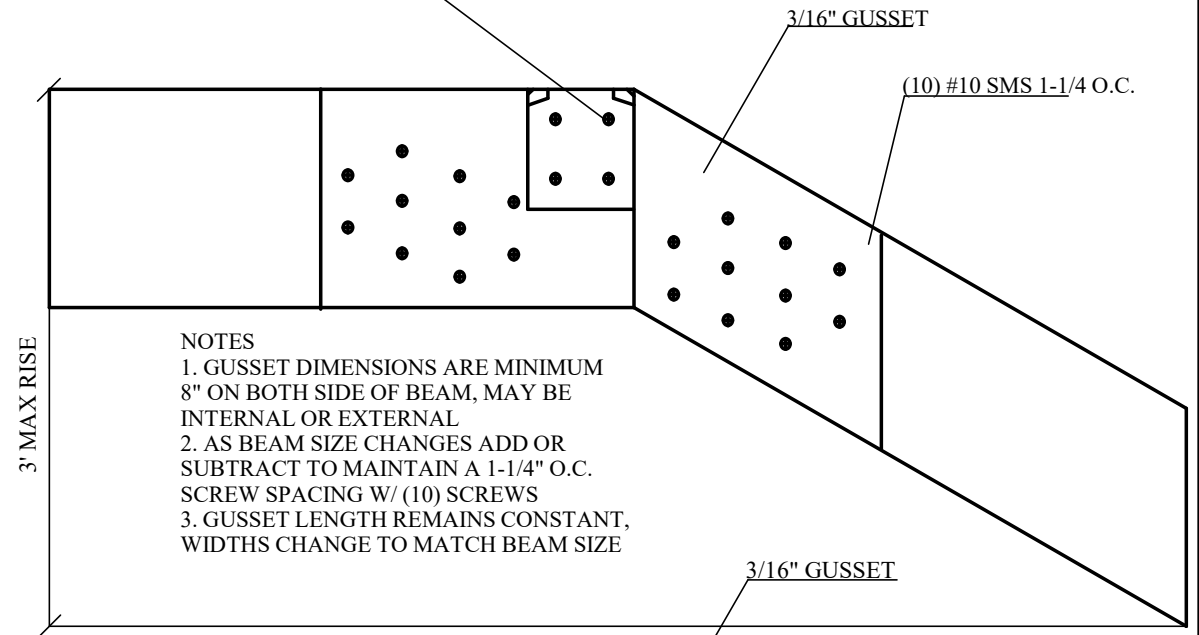 3/16" GUSSET
(10) #10 SMS 1-1/4 O.C.
3' MAX RISE
NOTES
1. GUSSET DIMENSIONS ARE MINIMUM
8" ON BOTH SIDE OF BEAM, MAY BE
INTERNAL OR EXTERNAL
2. AS BEAM SIZE CHANGES ADD OR
SUBTRACT TO MAINTAIN A 1-1/4" O.C.
SCREW SPACING W/ (10) SCREWS
3. GUSSET LENGTH REMAINS CONSTANT,
WIDTHS CHANGE TO MATCH BEAM SIZE
3/16" GUSSET